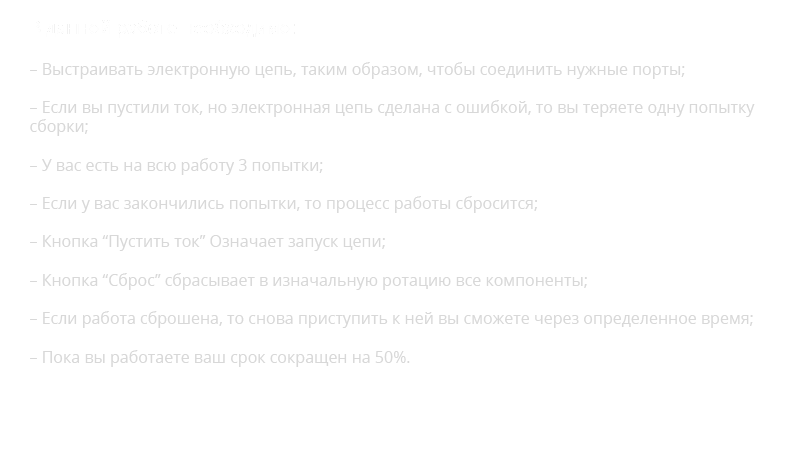 – Выстраивать электронную цепь, таким образом, чтобы соединить нужные порты;
– Если вы пустили ток, но электронная цепь сделана с ошибкой, то вы теряете одну попытку
сборки;
– У вас есть на всю работу 3 попытки;
– Если у вас закончились попытки, то процесс работы сбросится;
– Кнопка “Пустить ток” Означает запуск цепи;
– Кнопка “Сброс” сбрасывает в изначальную ротацию все компоненты;
– Если работа сброшена, то снова приступить к ней вы сможете через определенное время;
– Пока вы работаете ваш срок сокращен на 50%.